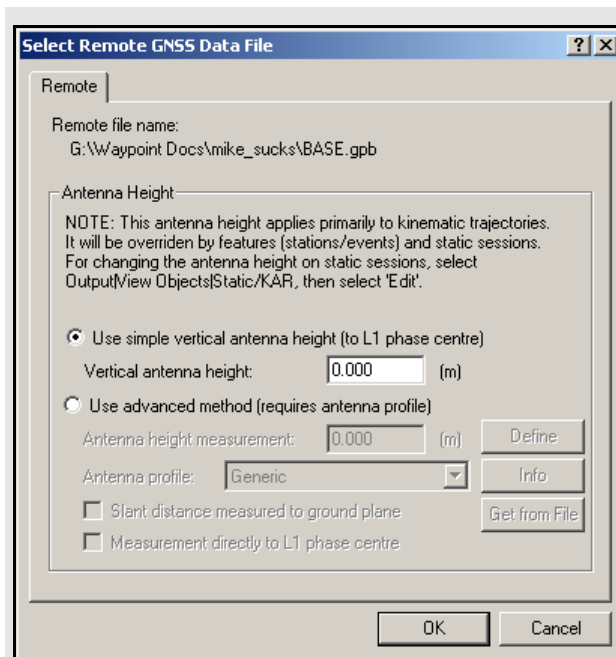 Select Remote GNSS Data File
Remote
Remote file name:
G:\Waypoint Docs\mike_sucks\BASE.gpb
Antenna Height
NOTE: This antenna height applies primarily to kinematic trajectories.
It will be overriden by features (stations/events) and static sessions.
For changing the antenna height on static sessions, select
Output|View Objects|Static/KAR, then select 'Edit'.
Use simple vertical antenna height (to L1 phase centre)
Vertical antenna height: 0.000 (m)
Use advanced method (requires antenna profile)
Antenna height measurement: 0.000 (m) Define
Antenna profile: Generic Info
Slant distance measured to ground plane Get from File
Measurement directly to L1 phase centre
OK Cancel